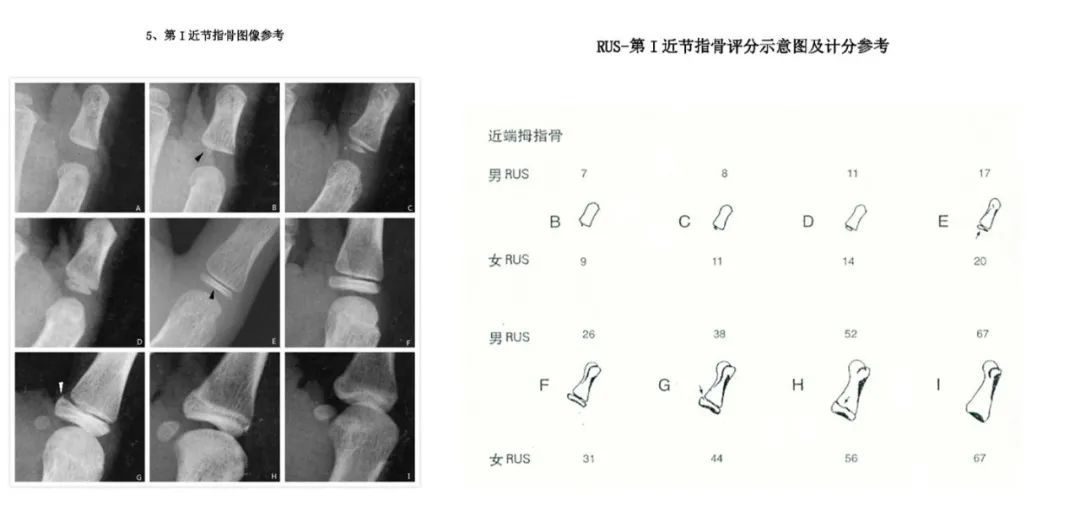 5、第 I 近节指骨图像参考
A
B
C
D
E
F
G
H
I
RUS-第 I 近节指骨评分示意图及计分参考
近端拇指骨
男 RUS 7 8 11 17
B C D E
女 RUS 9 11 14 20
男 RUS 26 38 52 67
F G H I
女 RUS 31 44 56 67